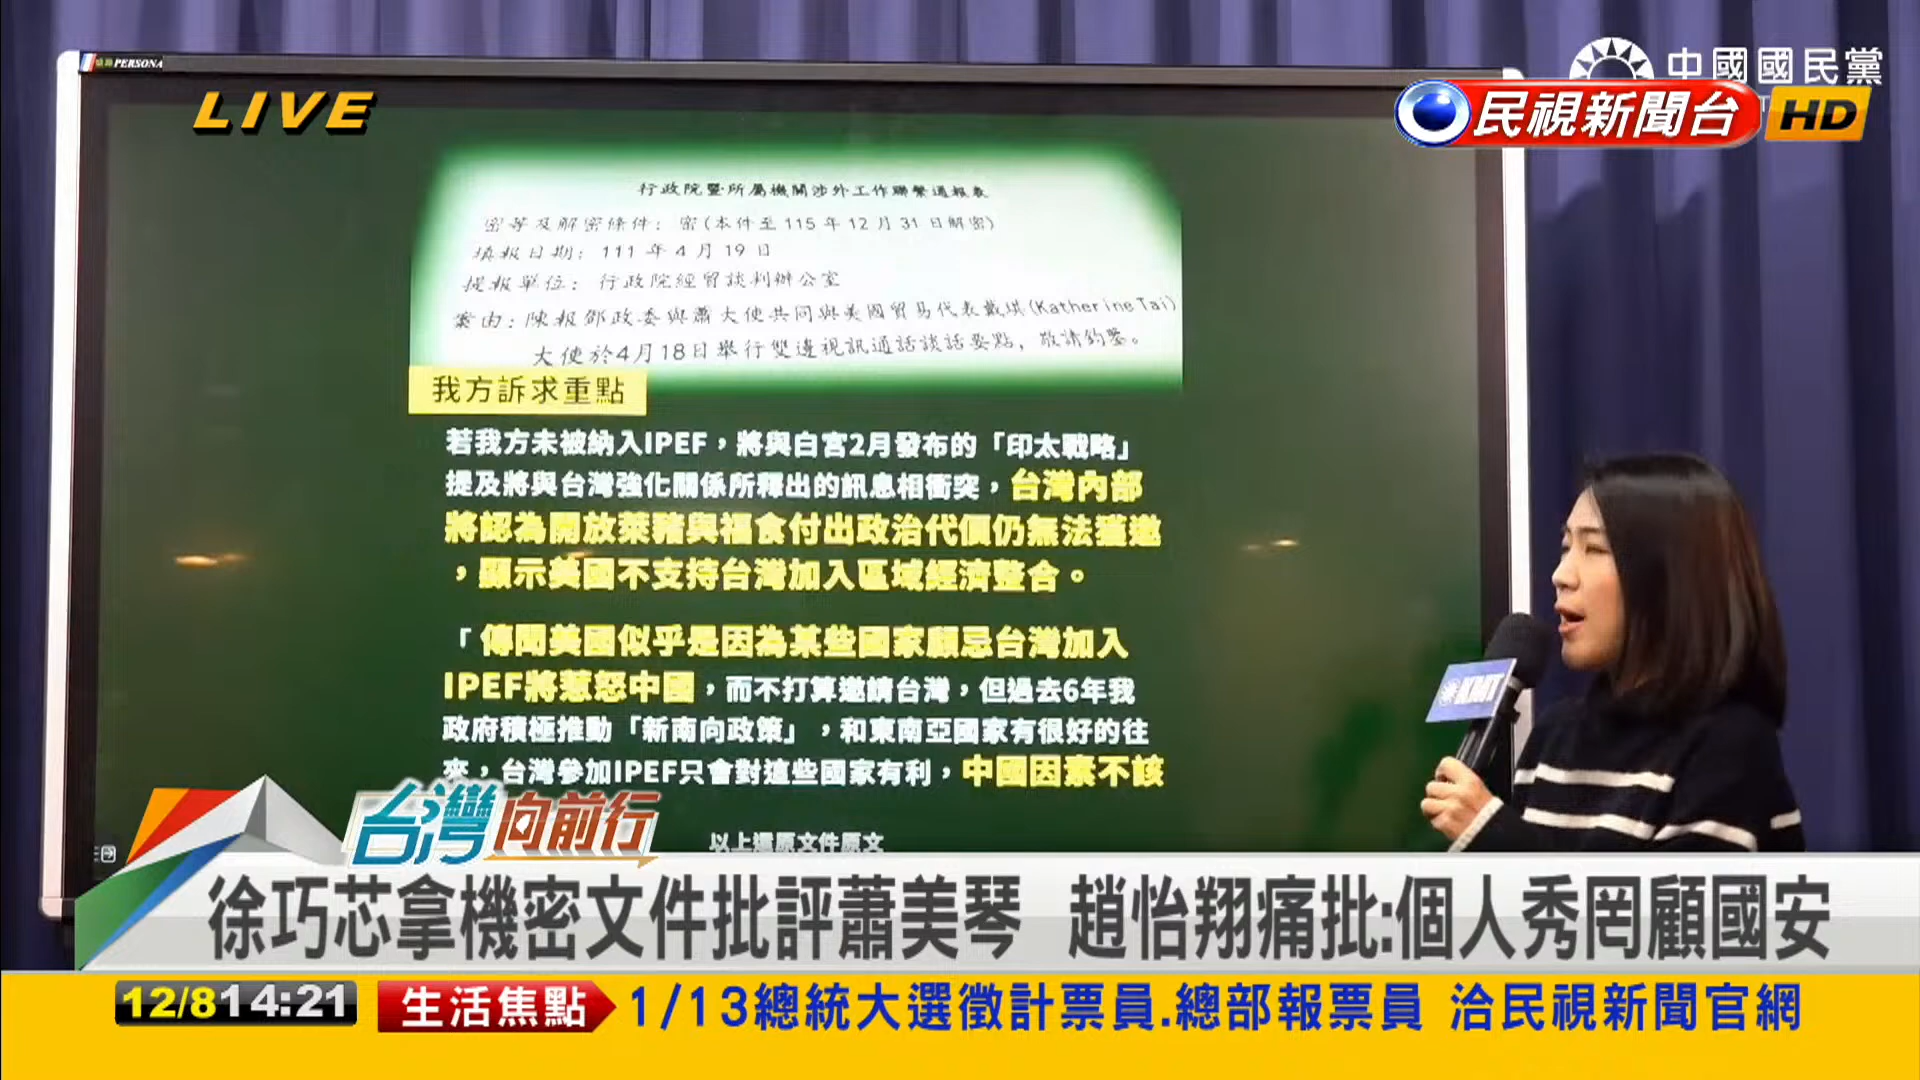 PERSONA
LIVE
中國國民黨
民視新聞台 HD
行政院暨所屬機關涉外工作聯繫通報表
密等及解密條件：密(本件至115年12月31日解密)
填報日期：111年4月19日
提報單位：行政院經貿談判辦公室
案由：陳報鄧政委與蕭大使共同與美國貿易代表戴琪(Katherine Tai)
大使於4月18日舉行雙邊視訊通話談話要點，敬請鈞鑒。
我方訴求重點
若我方未被納入IPEF，將與白宮2月發布的「印太戰略」
提及將與台灣強化關係所釋出的訊息相衝突，台灣內部
將認為開放萊豬與福食付出政治代價仍無法獲邀
，顯示美國不支持台灣加入區域經濟整合。
「傳聞美國似乎是因為某些國家顧忌台灣加入
IPEF將惹怒中國，而不打算邀請台灣，但過去6年我
政府積極推動「新南向政策」，和東南亞國家有很好的往
來，台灣參加IPEF只會對這些國家有利，中國因素不該
以上還原文件原文
KMT
台灣向前行
徐巧芯拿機密文件批評蕭美琴 趙怡翔痛批:個人秀罔顧國安
12/8 14:21 生活焦點 1/13總統大選徵計票員.總部報票員 洽民視新聞官網